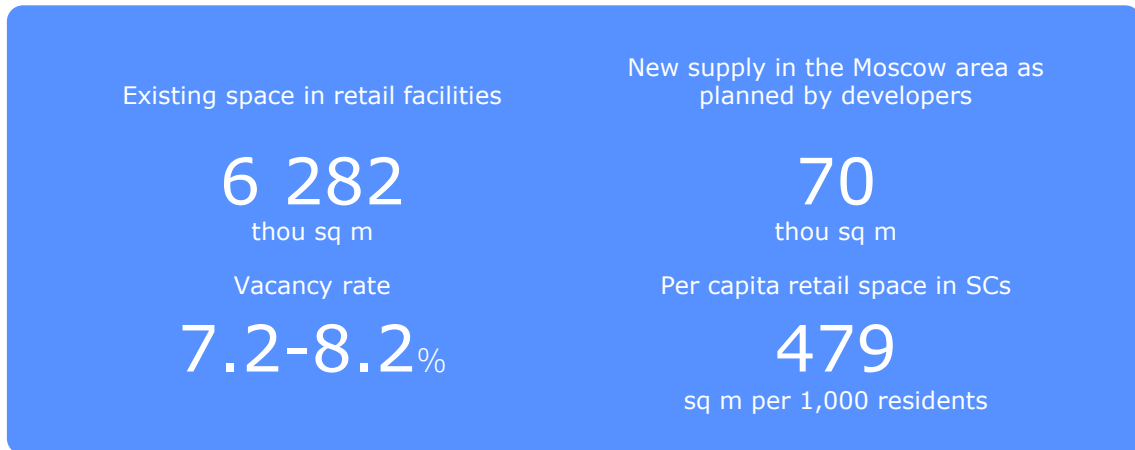 Existing space in retail facilities
6 282
thou sq m
New supply in the Moscow area as
planned by developers
70
thou sq m
Vacancy rate
7.2-8.2%
Per capita retail space in SCs
479
sq m per 1,000 residents